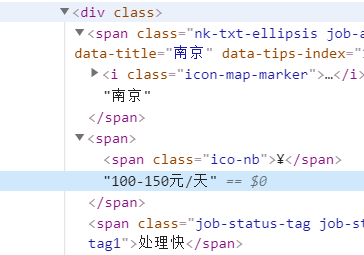 ▼<div class>
▼<span class="nk-txt-ellipsis job-a
data-title="南京" data-tips-index="
▶<i class="icon-map-marker">…</i>
"南京"
</span>
▼<span>
<span class="ico-nb">¥</span>
"100-150元/天" == $0
</span>
<span class="job-status-tag job-st
tag1">处理快</span>